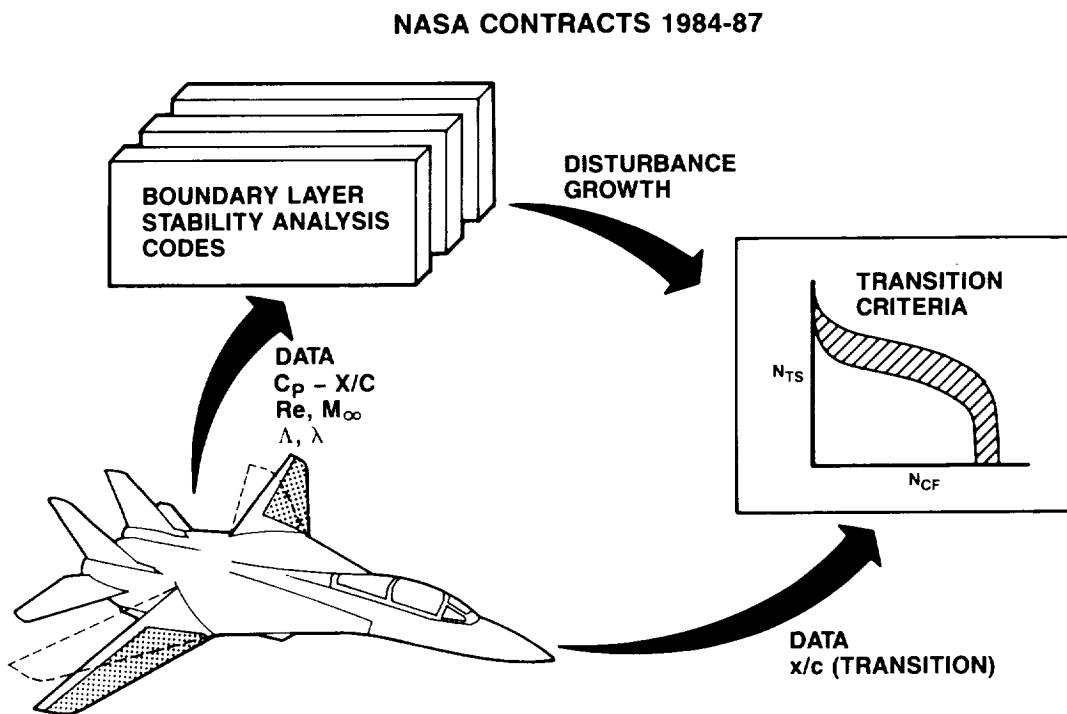 NASA CONTRACTS 1984-87
BOUNDARY LAYER
STABILITY ANALYSIS
CODES
DISTURBANCE
GROWTH
TRANSITION
CRITERIA
N_TS
N_CF
DATA
C_P – X/C
Re, M_∞
Λ, λ
DATA
x/c (TRANSITION)